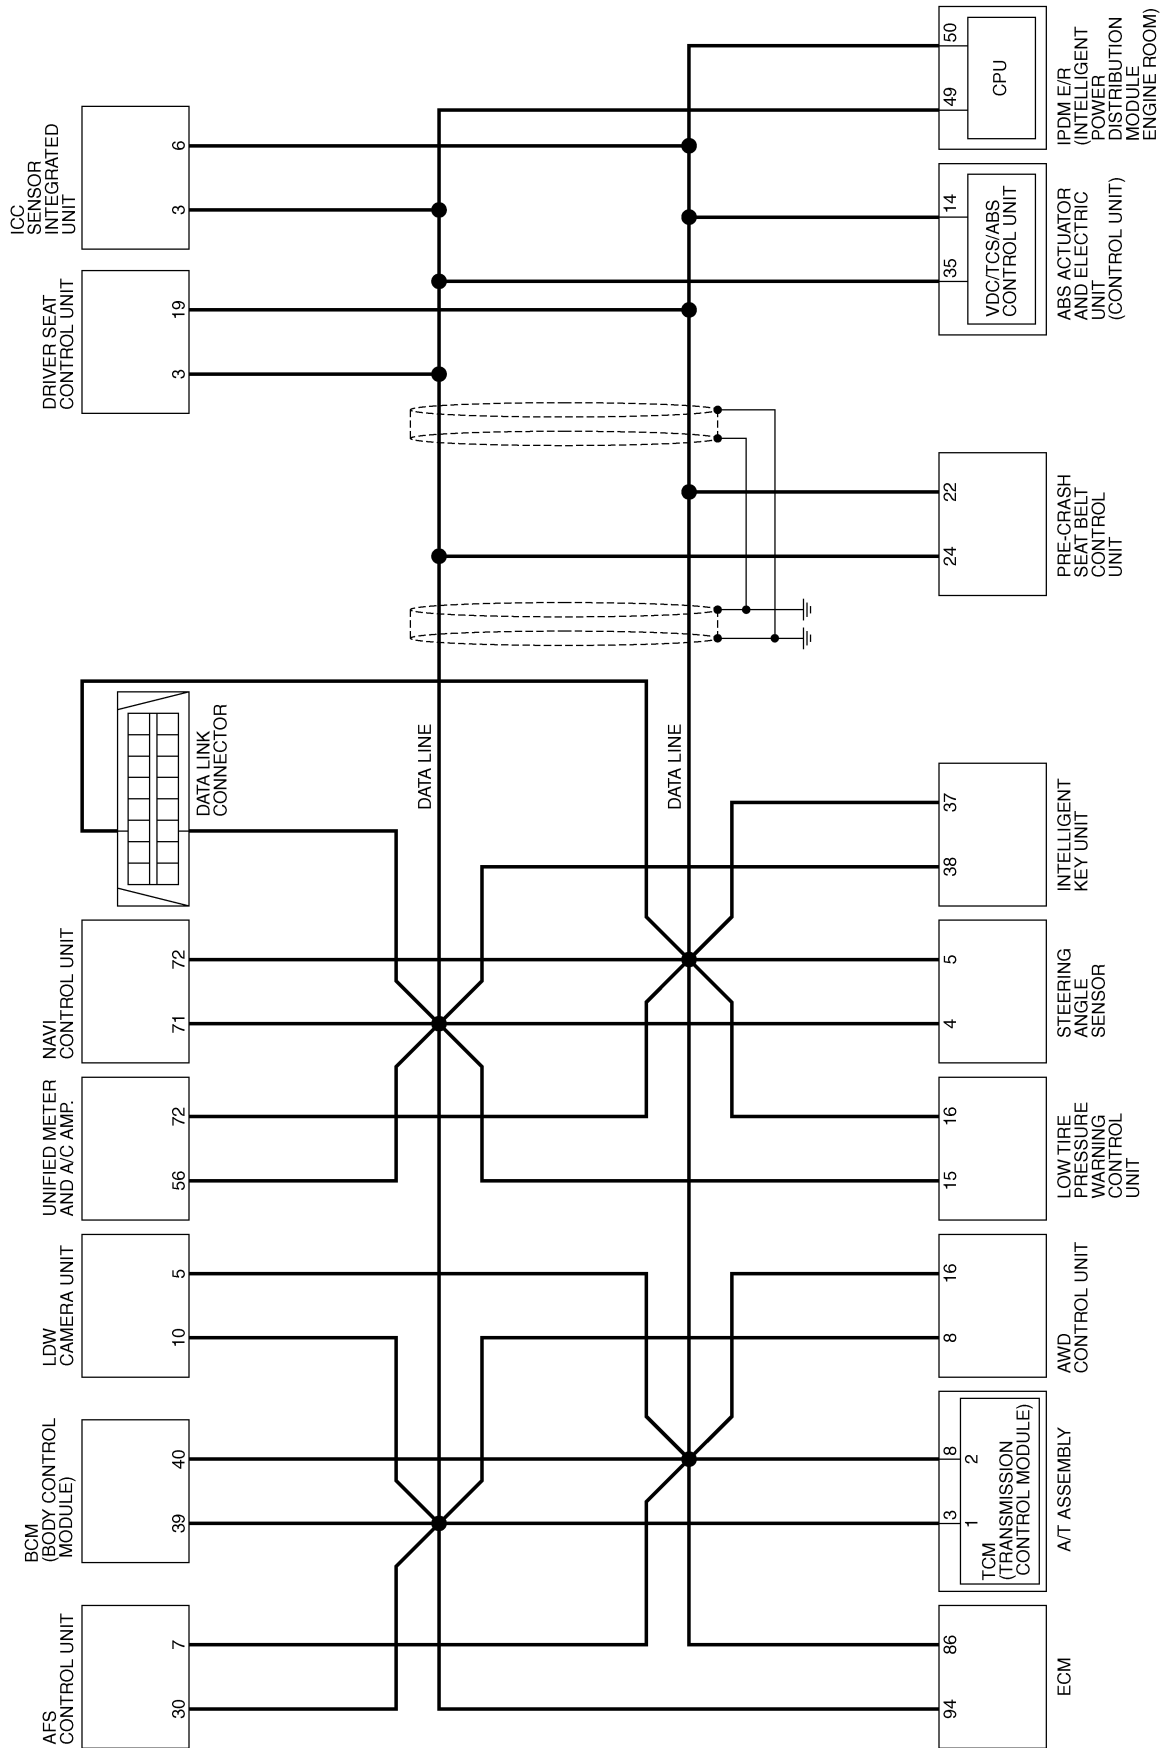 AFS
CONTROL UNIT
30
7
BCM
(BODY CONTROL
MODULE)
39
40
LDW
CAMERA UNIT
10
5
UNIFIED METER
AND A/C AMP.
56
72
NAVI
CONTROL UNIT
71
72
DATA LINK
CONNECTOR
DRIVER SEAT
CONTROL UNIT
3
19
ICC
SENSOR
INTEGRATED
UNIT
3
6
DATA LINE
DATA LINE
94
86
ECM
3
8
1
2
TCM
(TRANSMISSION
CONTROL MODULE)
A/T ASSEMBLY
8
16
AWD
CONTROL UNIT
15
16
LOW TIRE
PRESSURE
WARNING
CONTROL
UNIT
4
5
STEERING
ANGLE
SENSOR
38
37
INTELLIGENT
KEY UNIT
24
22
PRE-CRASH
SEAT BELT
CONTROL
UNIT
35
14
VDC/TCS/ABS
CONTROL UNIT
ABS ACTUATOR
AND ELECTRIC
UNIT
(CONTROL UNIT)
49
50
CPU
IPDM E/R
(INTELLIGENT
POWER
DISTRIBUTION
MODULE
ENGINE ROOM)